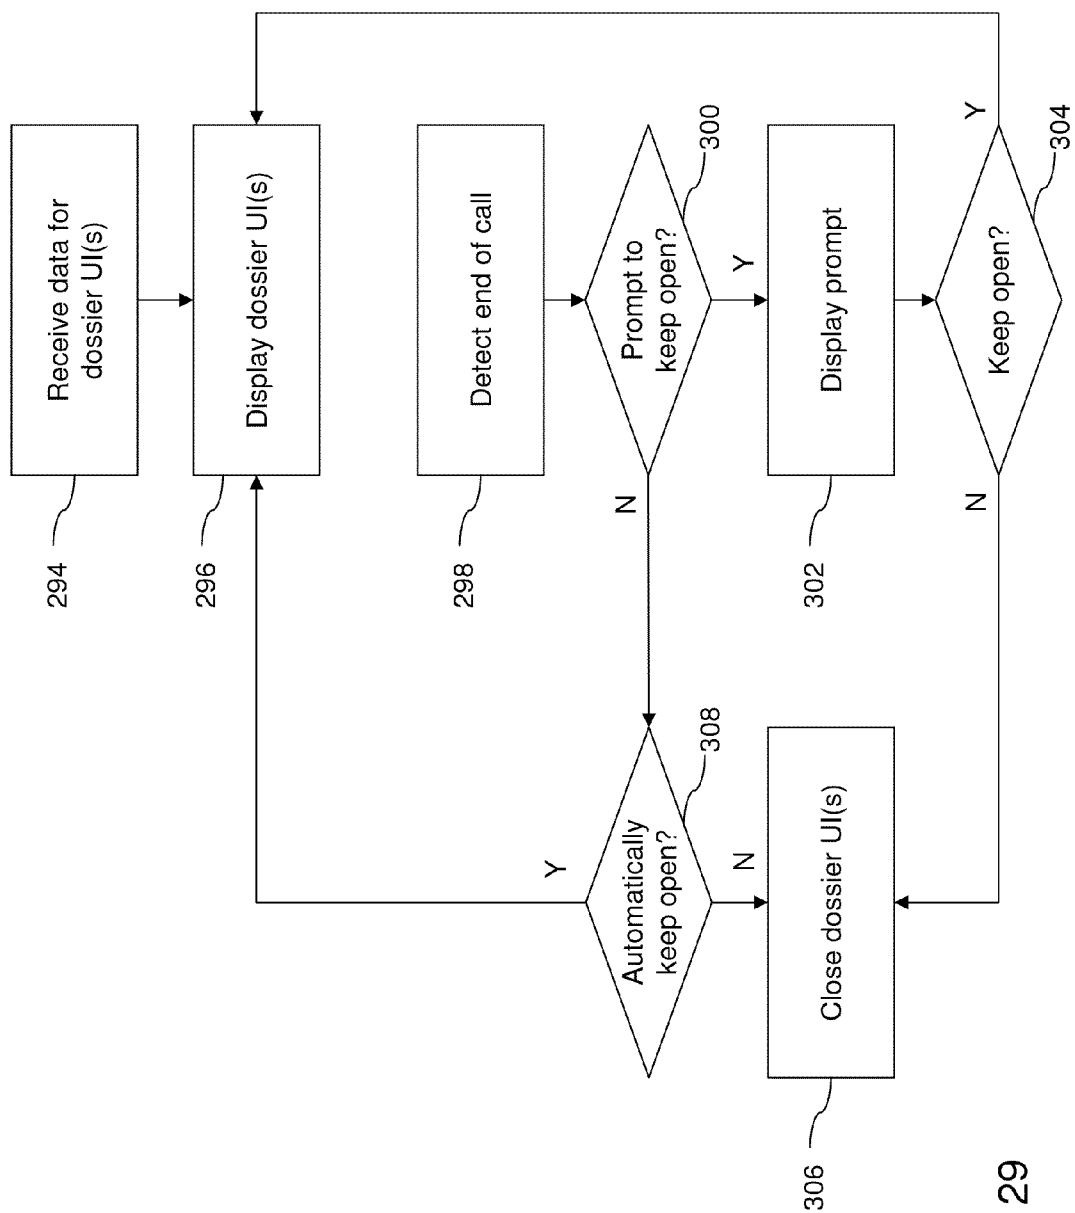 294
Receive data for
dossier UI(s)
296
Display dossier UI(s)
298
Detect end of call
300
Prompt to
keep open?
N
Y
302
Display prompt
304
Keep open?
Y
N
308
Automatically
keep open?
Y
N
306
Close dossier UI(s)
29